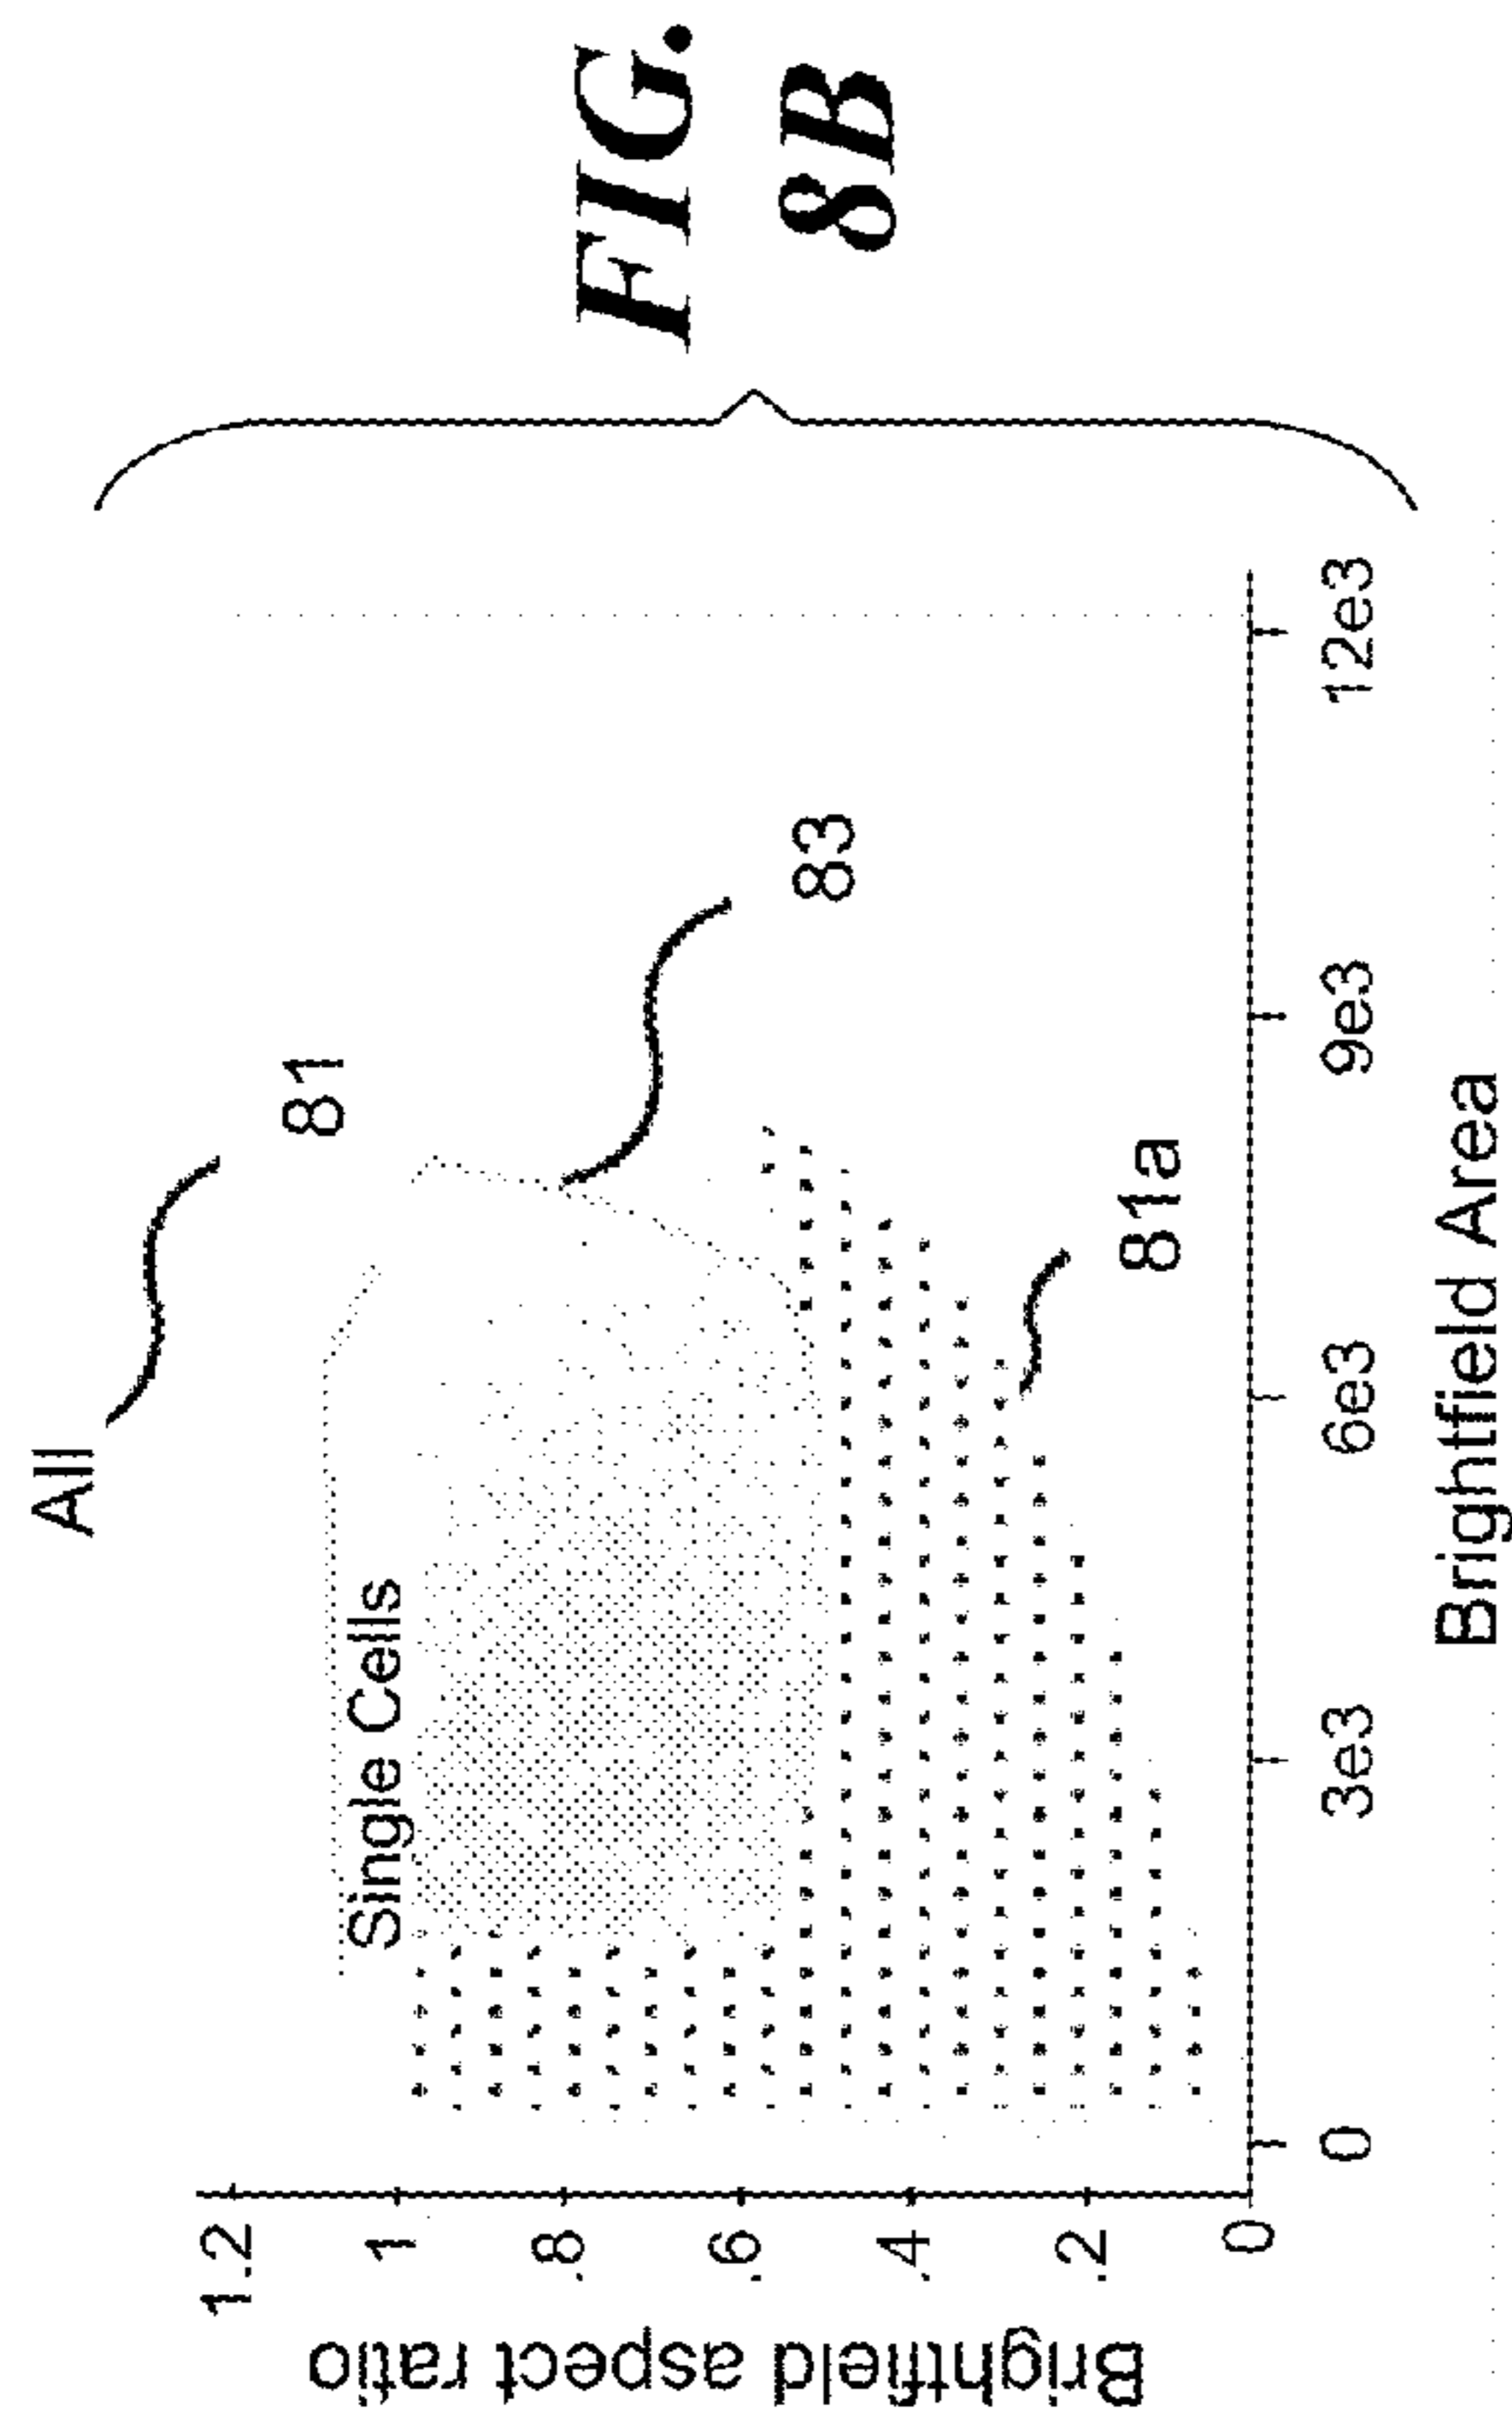 All
81
Single Cells
83
81a
1.2
1
.8
.6
.4
.2
0
Brightfield aspect ratio
0
3e3
6e3
9e3
12e3
Brightfield Area
FIG.
8B